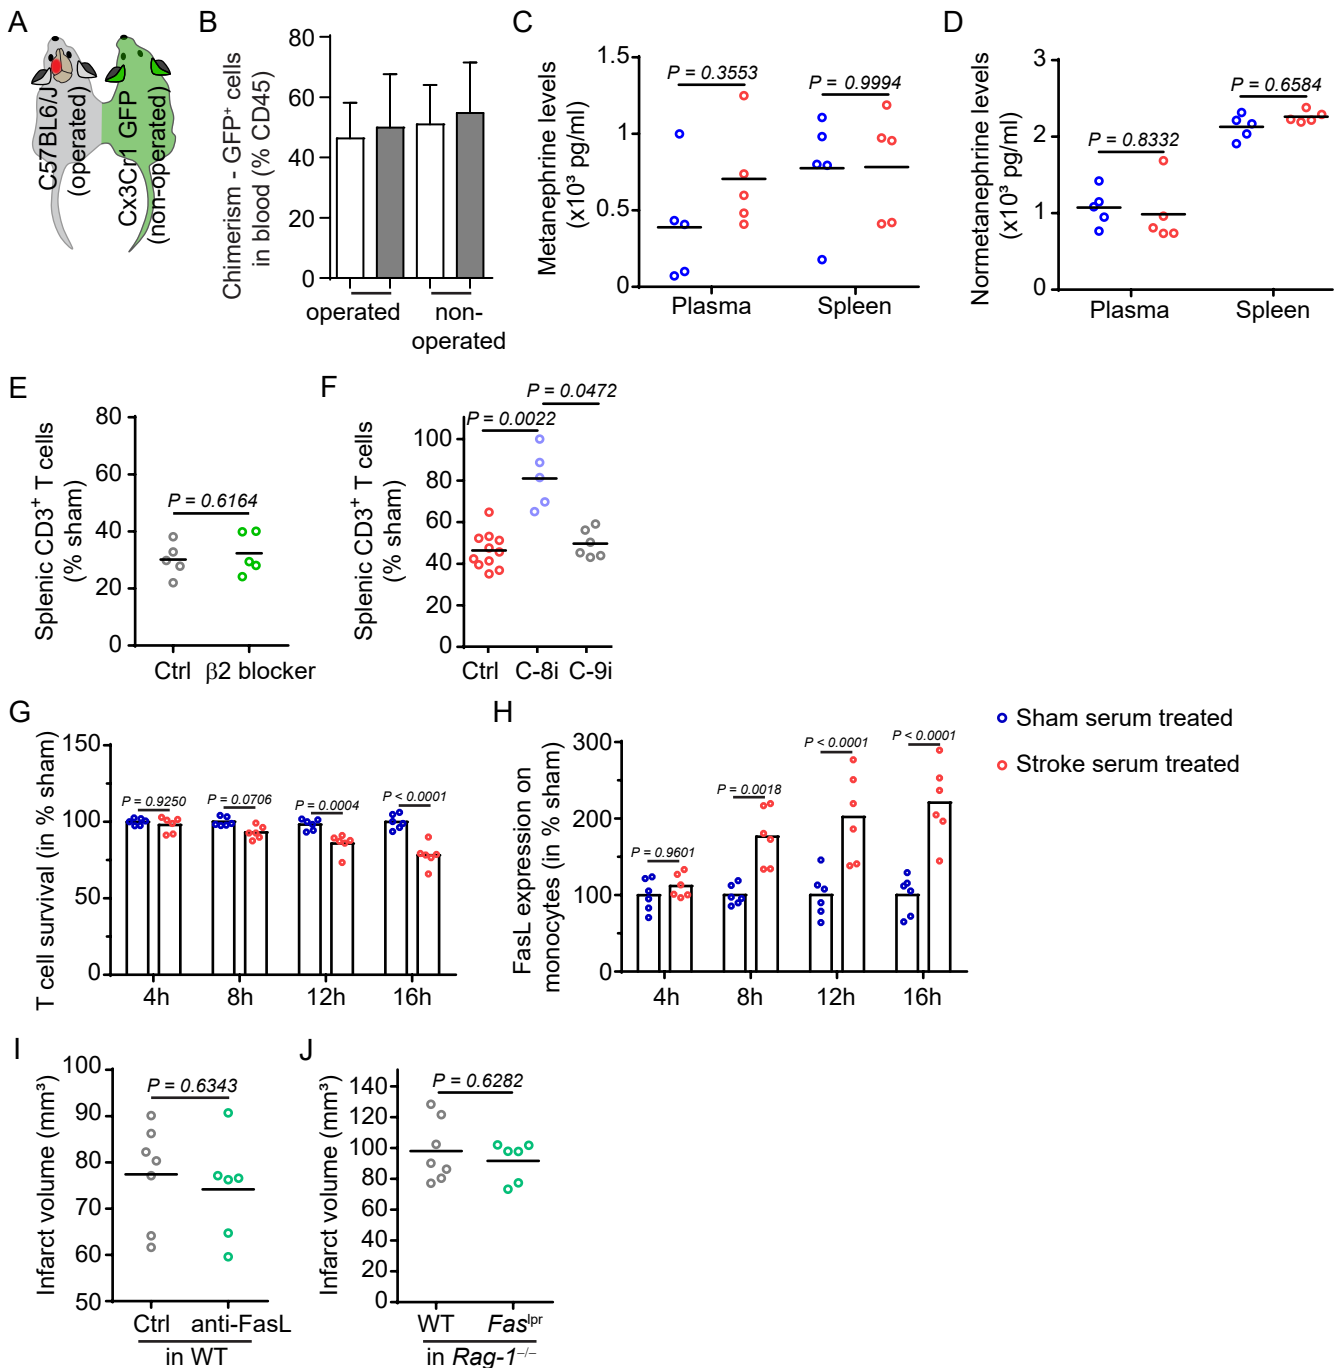 A
C57BL6/J
(operated)
Cx3Cr1 GFP
(non-operated)
B
Chimerism - GFP⁺ cells
in blood (% CD45)
80
60
40
20
0
operated
non-
operated
C
Metanephrine levels
(x10³ pg/ml)
1.5
1
0.5
0
P = 0.3553
P = 0.9994
Plasma
Spleen
D
Normetanephrine levels
(x10³ pg/ml)
3
2
1
0
P = 0.8332
P = 0.6584
Plasma
Spleen
E
Splenic CD3⁺ T cells
(% sham)
80
60
40
20
0
P = 0.6164
Ctrl
β2 blocker
F
Splenic CD3⁺ T cells
(% sham)
100
80
60
40
20
0
P = 0.0472
P = 0.0022
Ctrl
C-8i
C-9i
G
T cell survival (in % sham)
150
100
50
0
P = 0.9250
P = 0.0706
P = 0.0004
P < 0.0001
4h
8h
12h
16h
H
FasL expression on
monocytes (in % sham)
300
200
100
0
P = 0.9601
P = 0.0018
P < 0.0001
P < 0.0001
4h
8h
12h
16h
Sham serum treated
Stroke serum treated
I
Infarct volume (mm³)
100
90
80
70
60
50
P = 0.6343
Ctrl
anti-FasL
in WT
J
Infarct volume (mm³)
140
120
100
80
60
40
20
0
P = 0.6282
WT
Fasˡᵖʳ
in Rag-1⁻/⁻